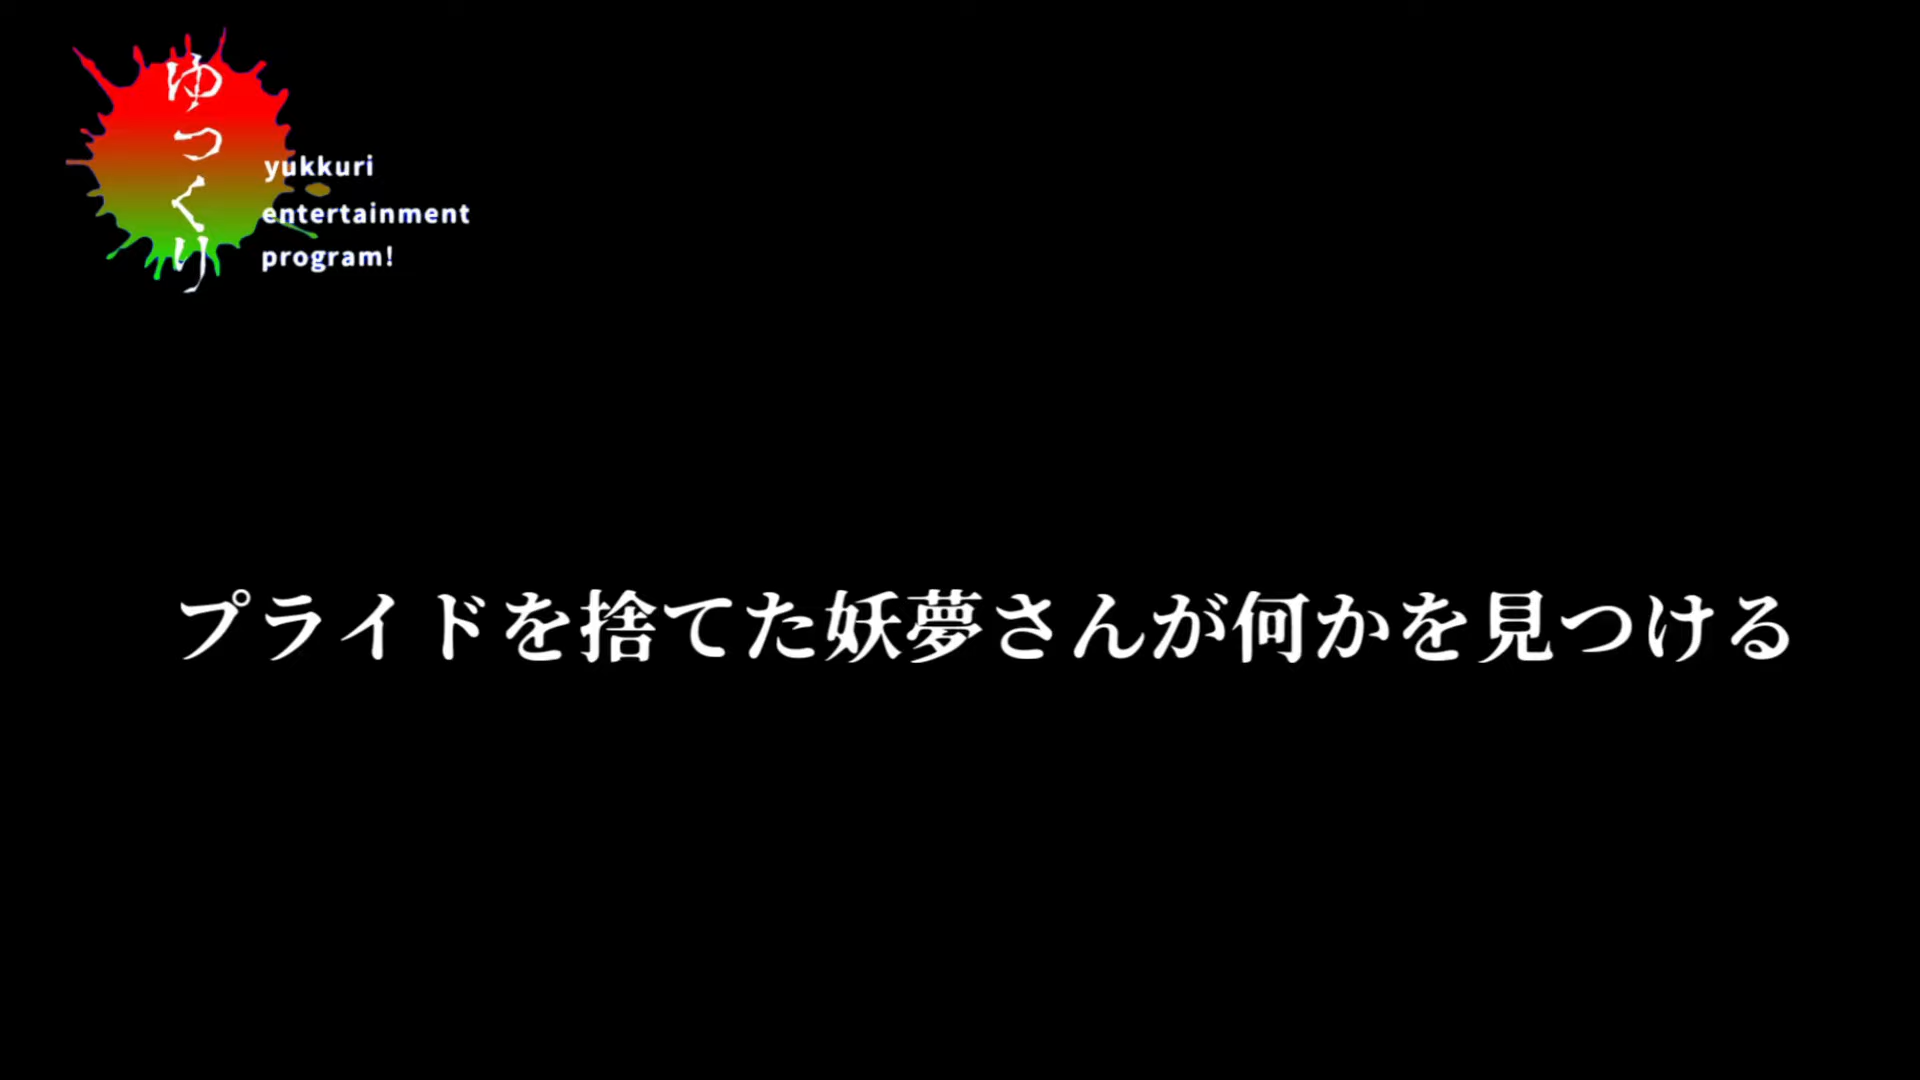 ゆっくり
yukkuri
entertainment
program!
プライドを捨てた妖夢さんが何かを見つける